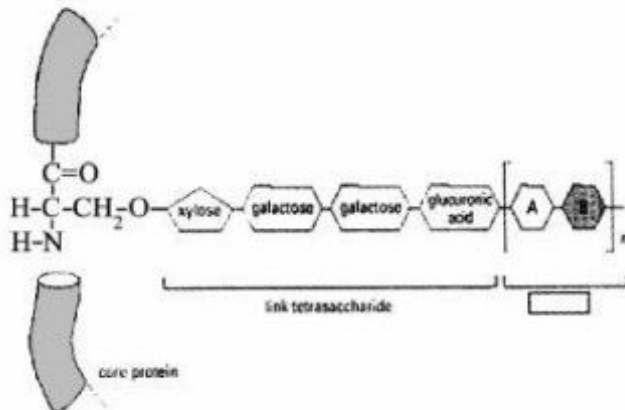 C=O
H–C–CH2–O– xylose galactose galactose glucuronic acid A B n
H–N
link tetrasaccharide
core protein